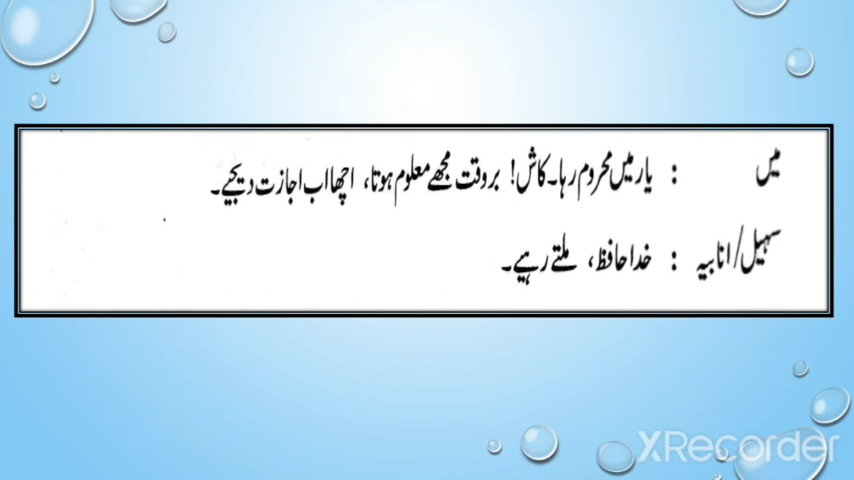 میں : یار میں محروم رہا۔ کاش! بروقت مجھے معلوم ہوتا، اچھا اب اجازت دیجیے۔
سہیل/انابیہ : خدا حافظ، ملتے رہیے۔
XRecorder